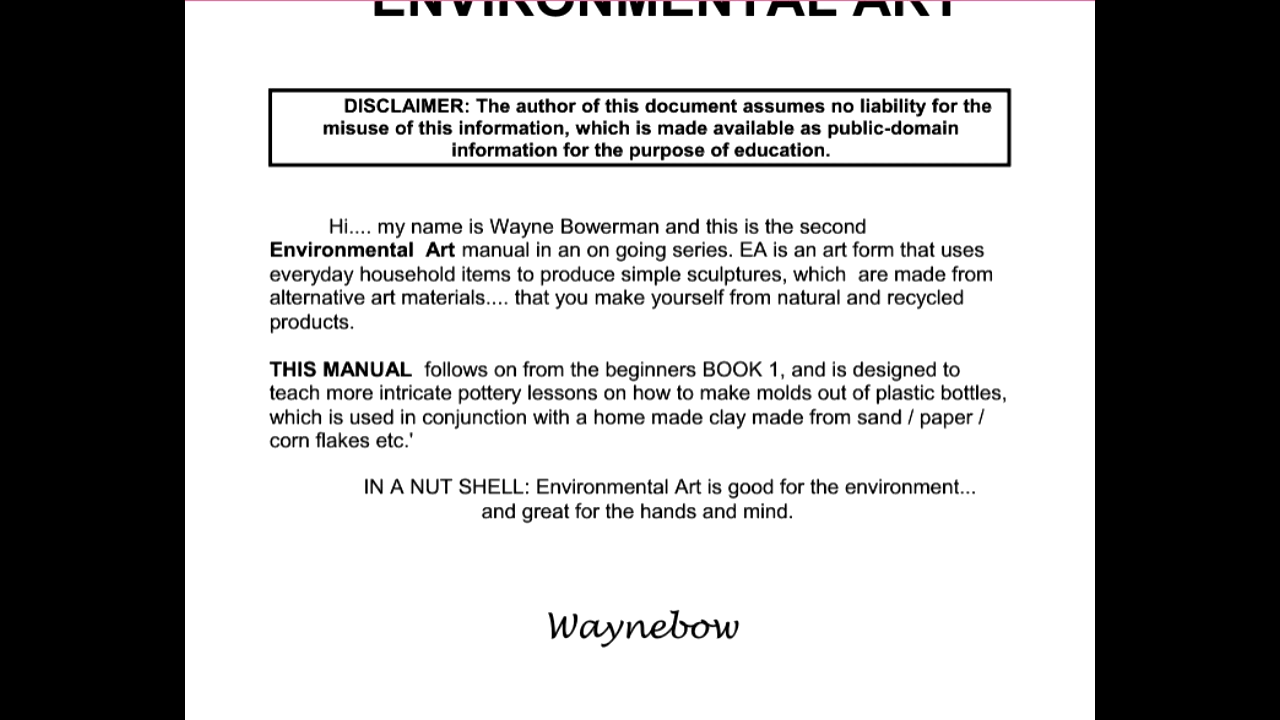 ENVIRONMENTAL ART
DISCLAIMER: The author of this document assumes no liability for the
misuse of this information, which is made available as public-domain
information for the purpose of education.
Hi.... my name is Wayne Bowerman and this is the second
Environmental Art manual in an on going series. EA is an art form that uses
everyday household items to produce simple sculptures, which are made from
alternative art materials.... that you make yourself from natural and recycled
products.
THIS MANUAL follows on from the beginners BOOK 1, and is designed to
teach more intricate pottery lessons on how to make molds out of plastic bottles,
which is used in conjunction with a home made clay made from sand / paper /
corn flakes etc.'
IN A NUT SHELL: Environmental Art is good for the environment...
and great for the hands and mind.
Waynebow